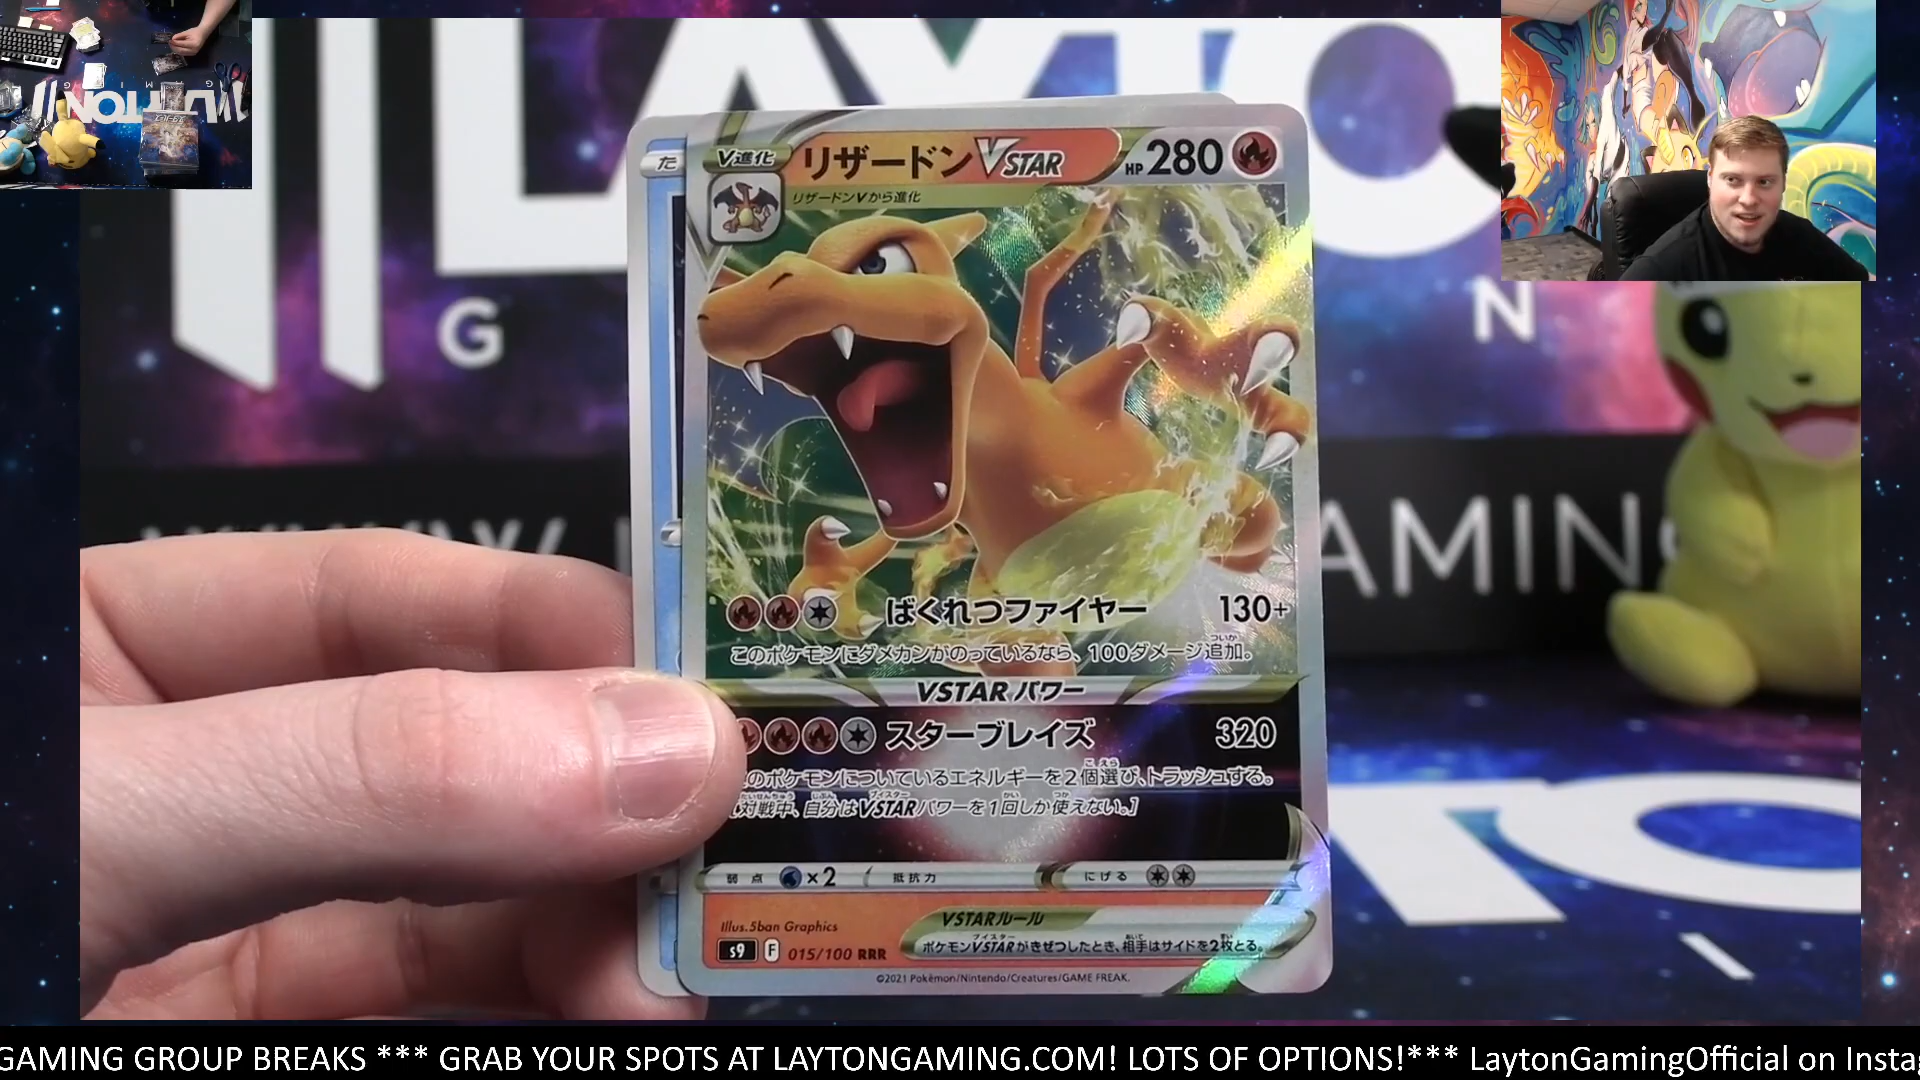 V進化
リザードンVSTAR
HP 280
リザードンVから進化
た
ばくれつファイヤー 130+
このポケモンにダメカンがのっているなら、100ダメージ追加。
VSTARパワー
スターブレイズ 320
のポケモンについているエネルギーを2個選び、トラッシュする。
[対戦中、自分はVSTARパワーを1回しか使えない。]
弱点 ×2 抵抗力 にげる
Illus. 5ban Graphics
VSTARルール
ポケモンVSTARがきぜつしたとき、相手はサイドを2枚とる。
s9 F 015/100 RRR
©2021 Pokémon/Nintendo/Creatures/GAME FREAK.
G
N
AMIN
GAMING GROUP BREAKS *** GRAB YOUR SPOTS AT LAYTONGAMING.COM! LOTS OF OPTIONS!*** LaytonGamingOfficial on Insta